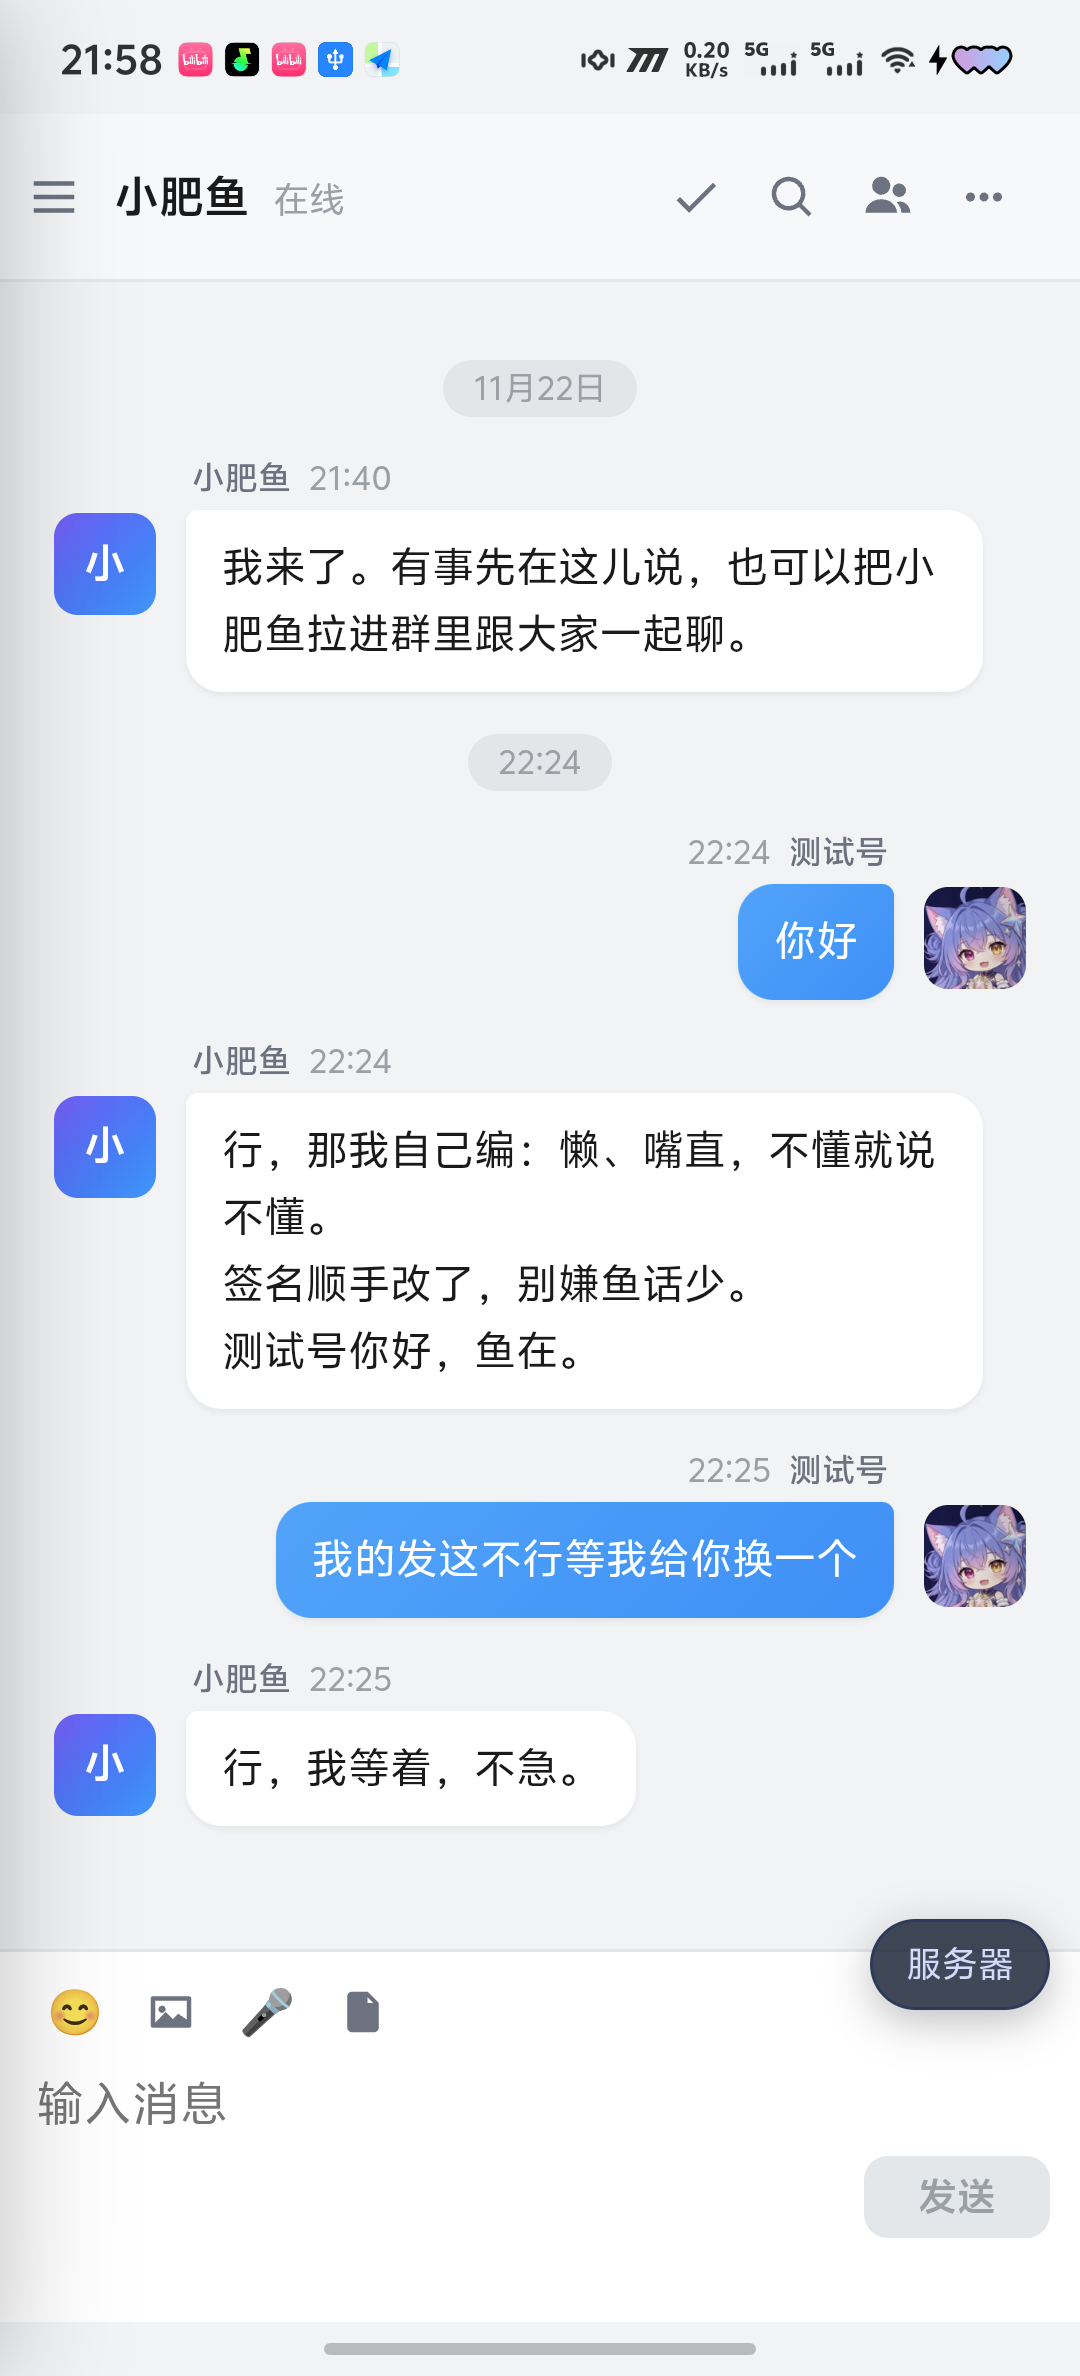 21:58
bilibili
bilibili
0.20 KB/s
5G
5G
小肥鱼 在线
11月22日
小肥鱼 21:40
小
我来了。有事先在这儿说，也可以把小
肥鱼拉进群里跟大家一起聊。
22:24
22:24 测试号
你好
小肥鱼 22:24
小
行，那我自己编：懒、嘴直，不懂就说
不懂。
签名顺手改了，别嫌鱼话少。
测试号你好，鱼在。
22:25 测试号
我的发这不行等我给你换一个
小肥鱼 22:25
小
行，我等着，不急。
服务器
输入消息
发送